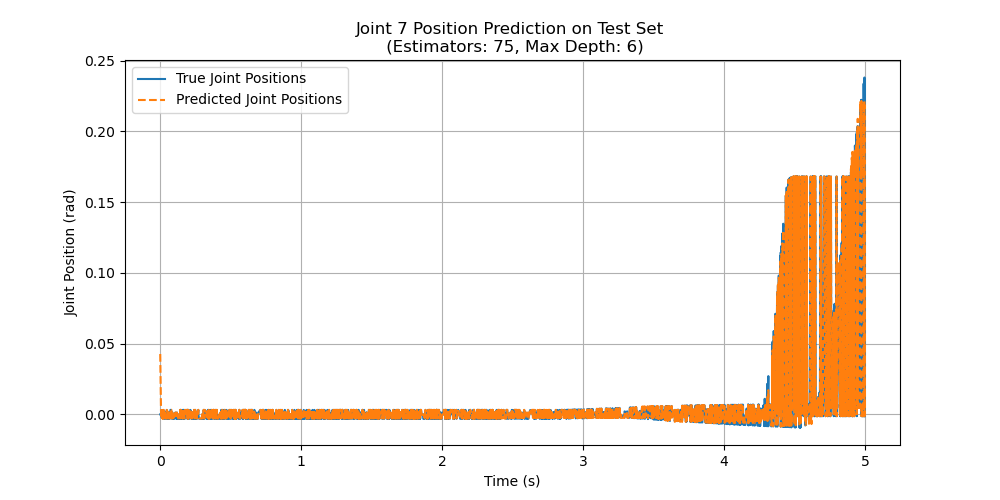 Joint 7 Position Prediction on Test Set
(Estimators: 75, Max Depth: 6)
True Joint Positions
Predicted Joint Positions
Joint Position (rad)
0.25
0.20
0.15
0.10
0.05
0.00
0
1
2
3
4
5
Time (s)